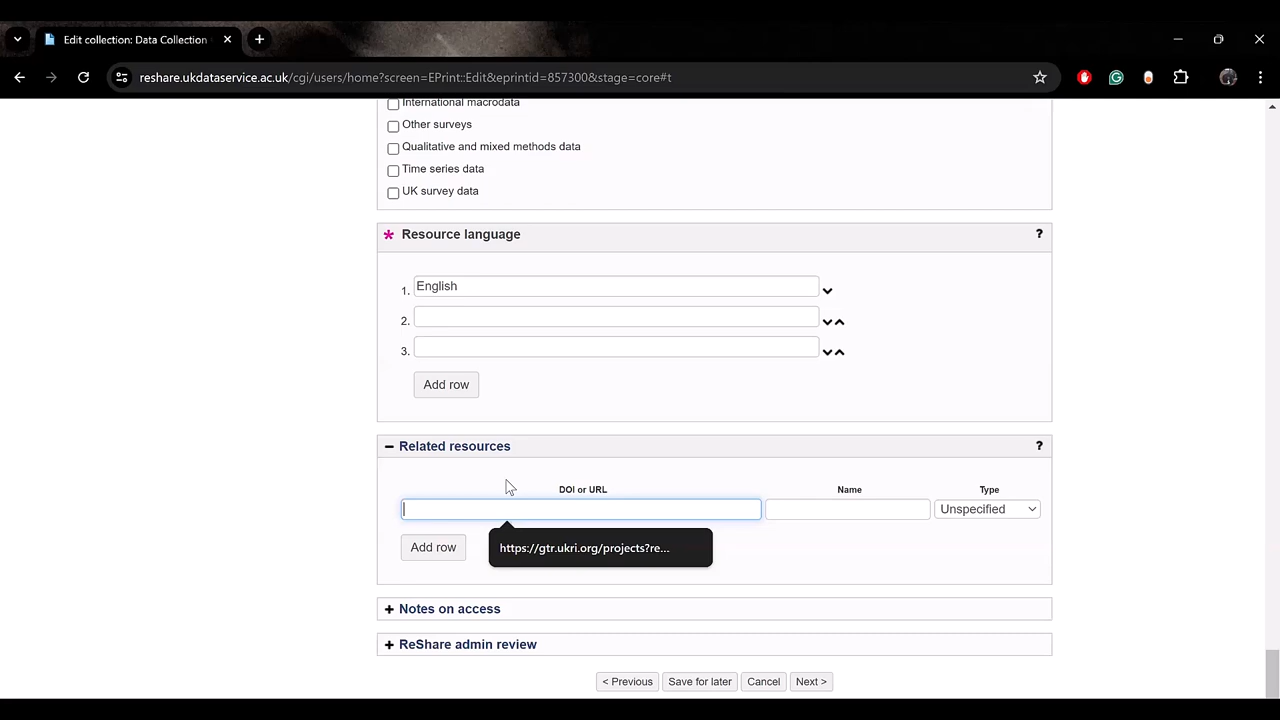 Edit collection: Data Collection
reshare.ukdataservice.ac.uk/cgi/users/home?screen=EPrint::Edit&eprintid=857300&stage=core#t
International macrodata
Other surveys
Qualitative and mixed methods data
Time series data
UK survey data
* Resource language ?
1. English
2.
3.
Add row
Related resources ?
DOI or URL Name Type
Unspecified
https://gtr.ukri.org/projects?re...
Add row
+ Notes on access
+ ReShare admin review
< Previous Save for later Cancel Next >